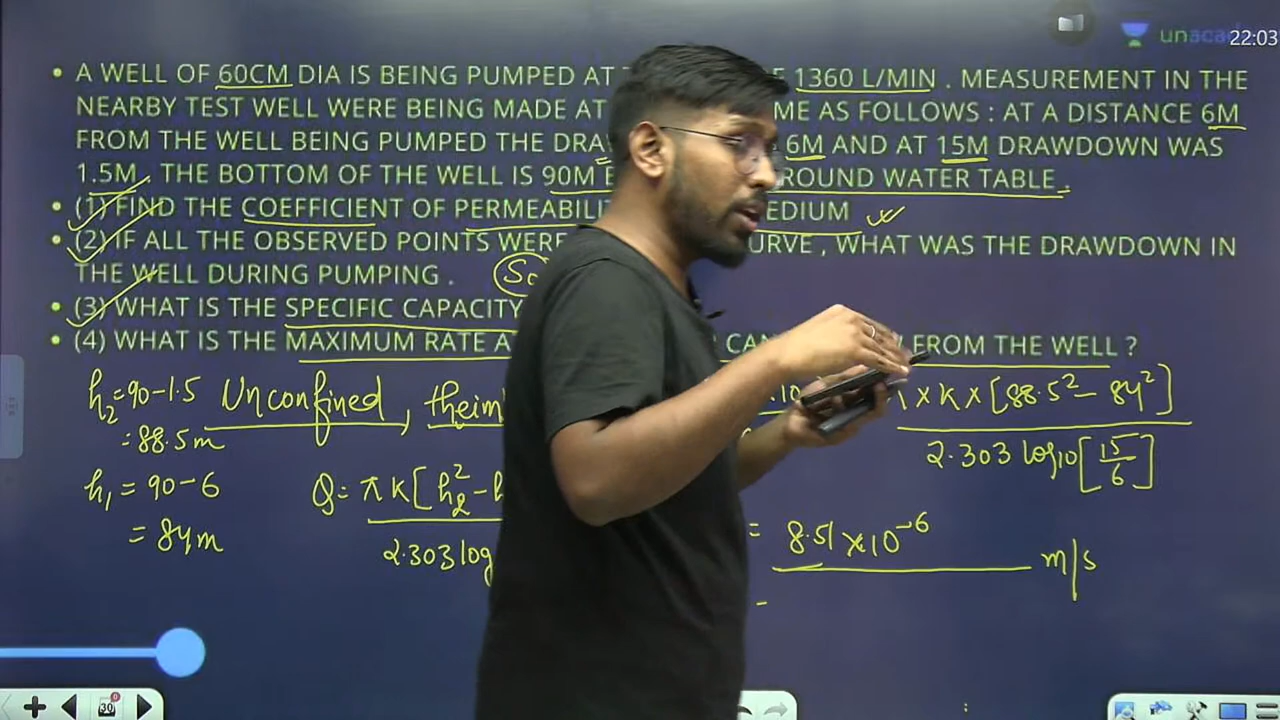 unaca
22:03
• A WELL OF 60CM DIA IS BEING PUMPED AT 1360 L/MIN . MEASUREMENT IN THE
NEARBY TEST WELL WERE BEING MADE AT ME AS FOLLOWS : AT A DISTANCE 6M
FROM THE WELL BEING PUMPED THE DRA 6M AND AT 15M DRAWDOWN WAS
1.5M . THE BOTTOM OF THE WELL IS 90M ROUND WATER TABLE .
• (1) FIND THE COEFFICIENT OF PERMEABILI EDIUM
• (2) IF ALL THE OBSERVED POINTS WERE URVE , WHAT WAS THE DRAWDOWN IN
THE WELL DURING PUMPING .
• (3) WHAT IS THE SPECIFIC CAPACITY
• (4) WHAT IS THE MAXIMUM RATE A CAN FROM THE WELL ?
h₂=90-1.5 Unconfined, theim × K × [88.5² - 84²]
=88.5m 2.303 log10[15/6]
h₁ = 90-6 Q= πK[h₂² -
= 84m 2.303 log
= 8.51 × 10⁻⁶ m/s
30
0